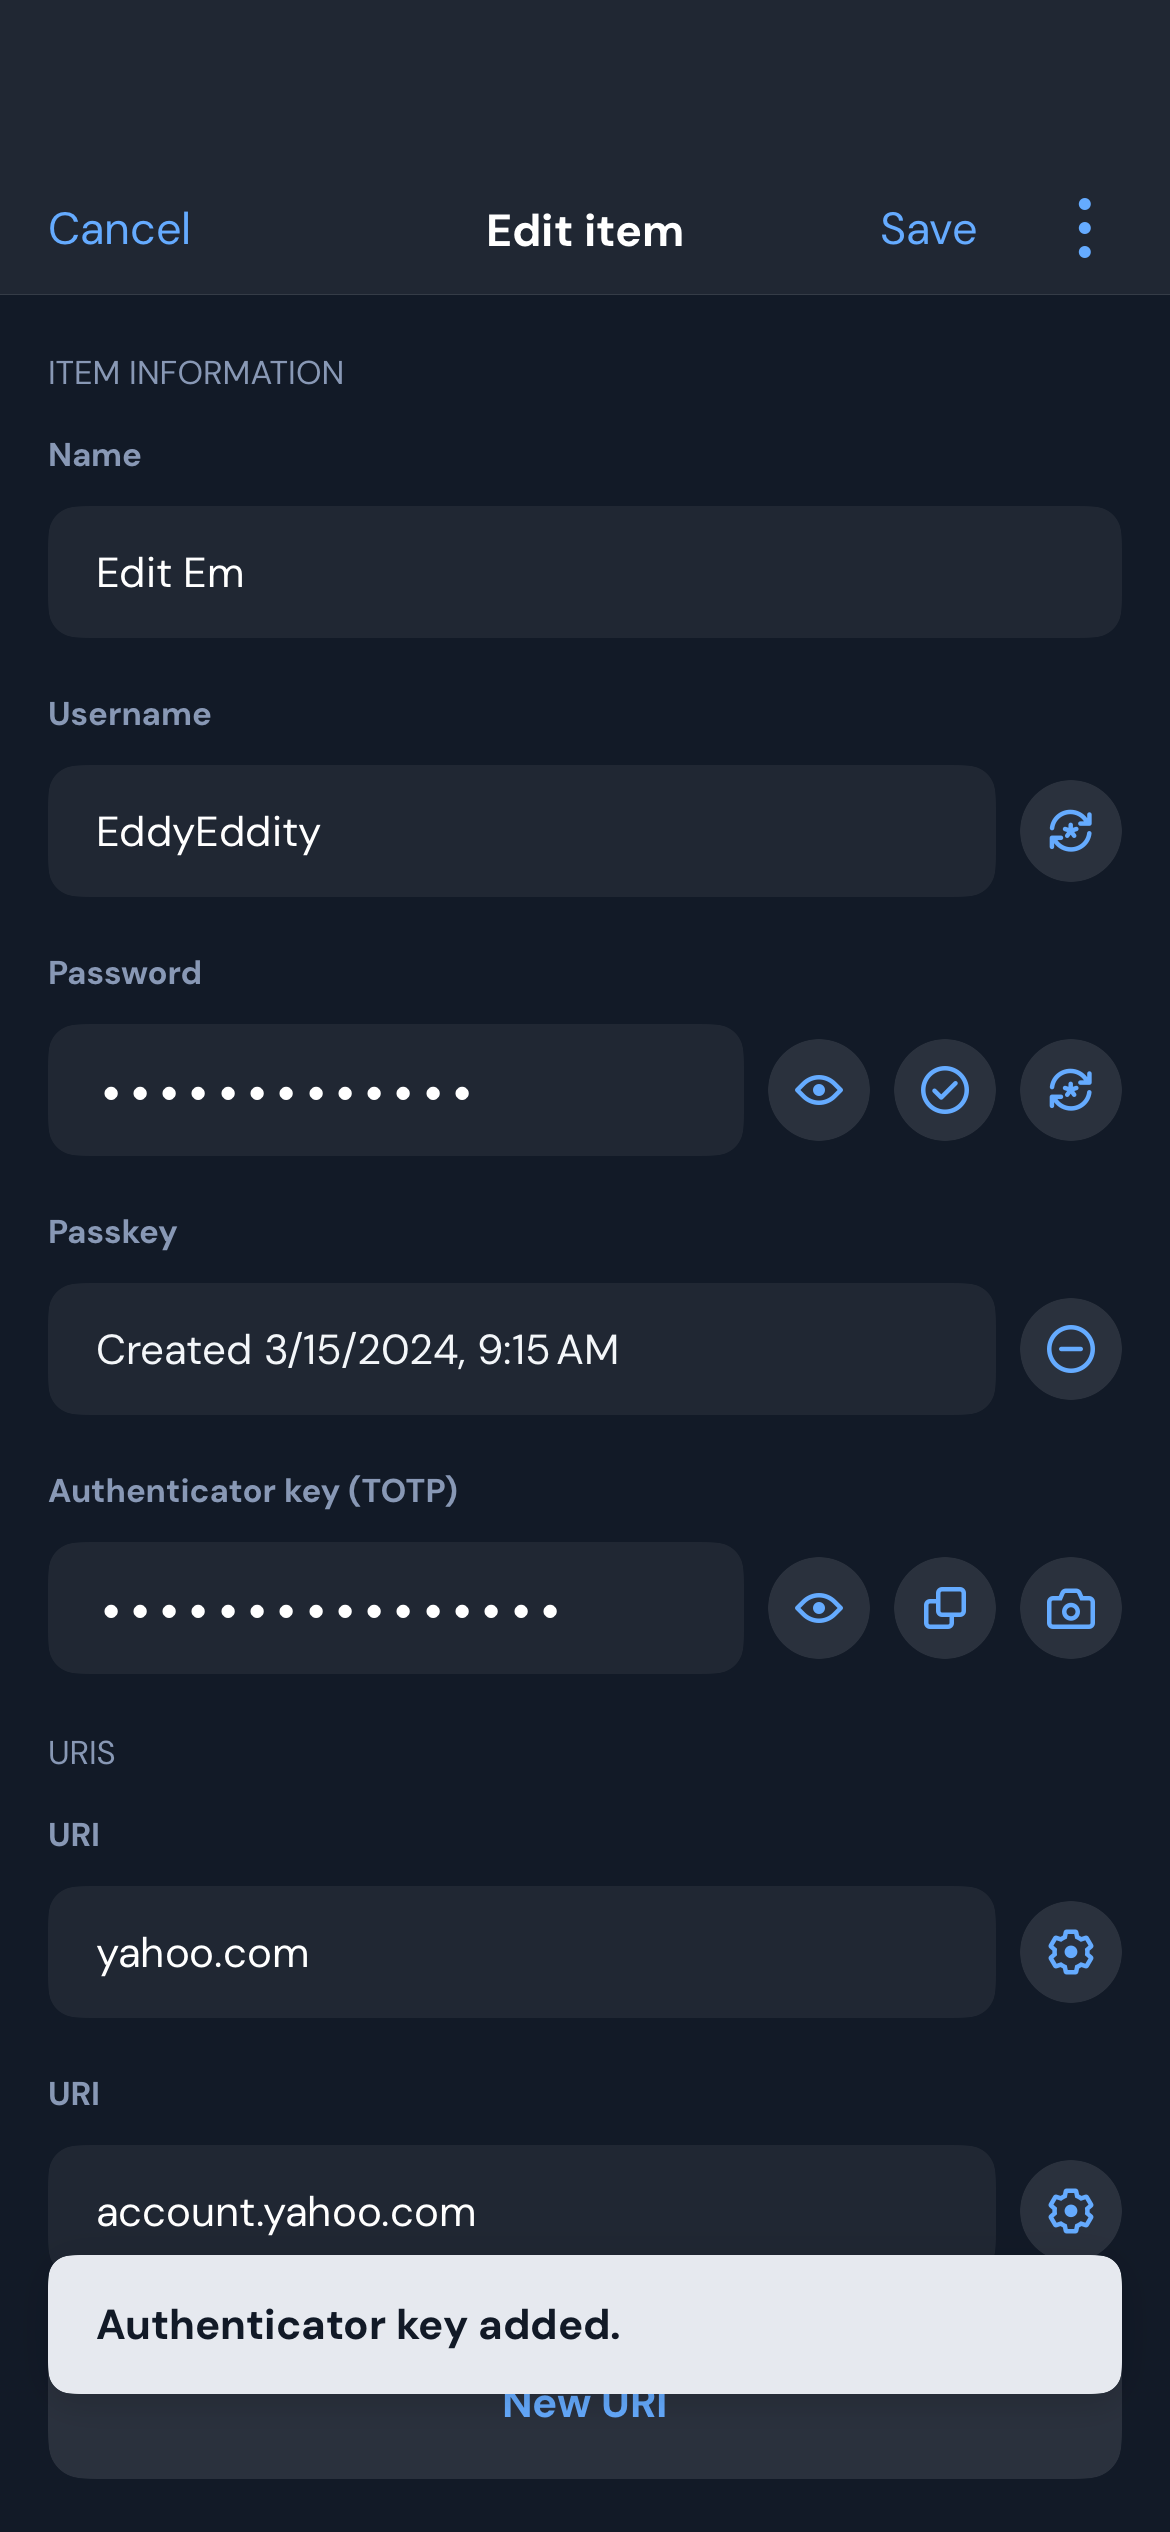 Cancel
Edit item
Save
ITEM INFORMATION
Name
Edit Em
Username
EddyEddity
Password
•••••••••••••
Passkey
Created 3/15/2024, 9:15 AM
Authenticator key (TOTP)
••••••••••••••••
URIS
URI
yahoo.com
URI
account.yahoo.com
Authenticator key added.
New URI